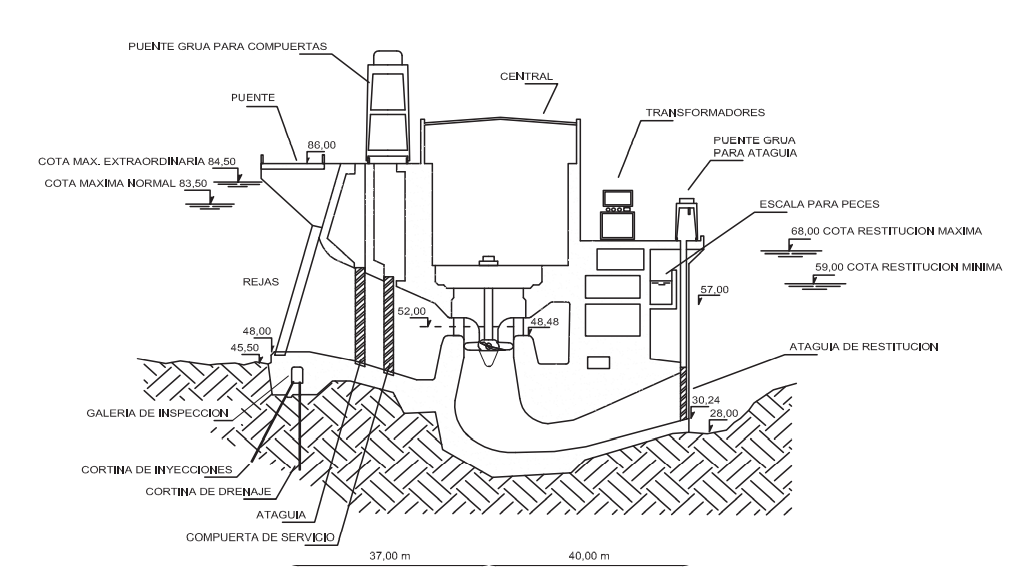 PUENTE GRUA PARA COMPUERTAS
CENTRAL
PUENTE
TRANSFORMADORES
PUENTE GRUA
PARA ATAGUIA
86,00
COTA MAX. EXTRAORDINARIA 84,50
COTA MAXIMA NORMAL 83,50
ESCALA PARA PECES
68,00 COTA RESTITUCION MAXIMA
59,00 COTA RESTITUCION MINIMA
REJAS
57,00
52,00
48,48
48,00
45,50
ATAGUIA DE RESTITUCION
30,24
28,00
GALERIA DE INSPECCION
CORTINA DE INYECCIONES
CORTINA DE DRENAJE
ATAGUIA
COMPUERTA DE SERVICIO
37,00 m
40,00 m